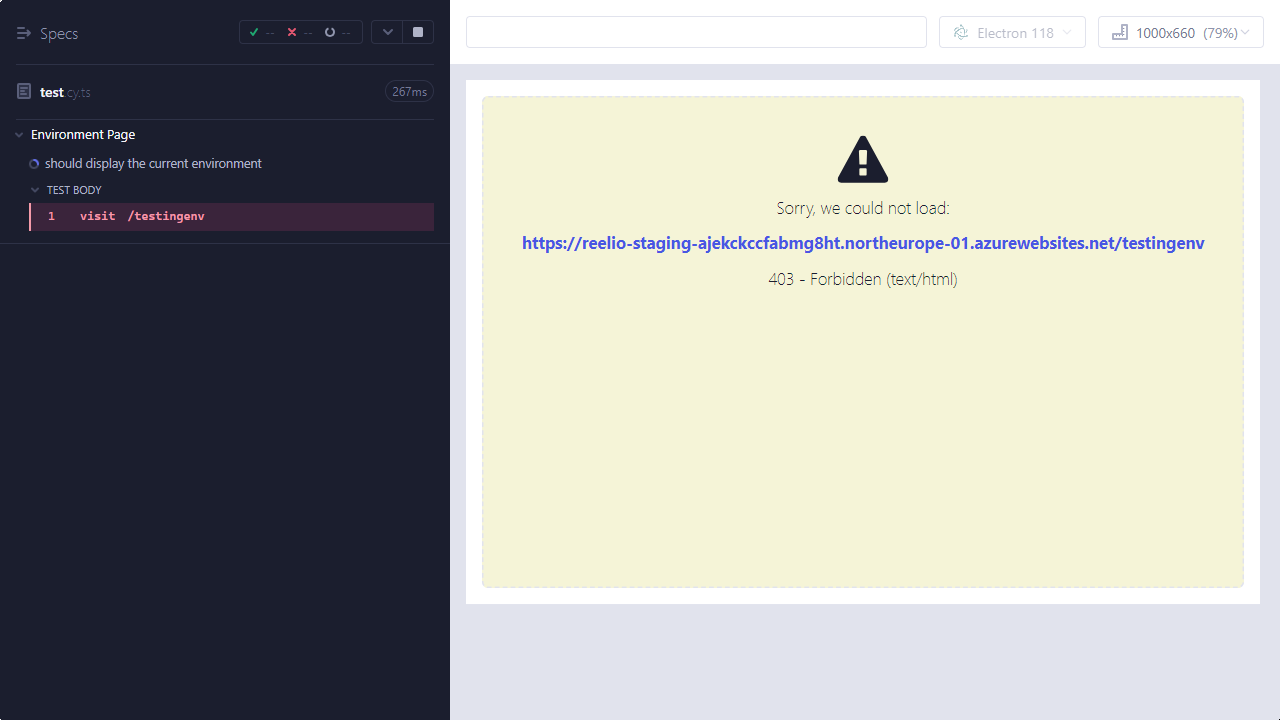 Specs
-- -- --
test.cy.ts 267ms
Environment Page
should display the current environment
TEST BODY
1 visit /testingenv
Electron 118
1000x660 (79%)
Sorry, we could not load:
https://reelio-staging-ajekckccfabmg8ht.northeurope-01.azurewebsites.net/testingenv
403 - Forbidden (text/html)